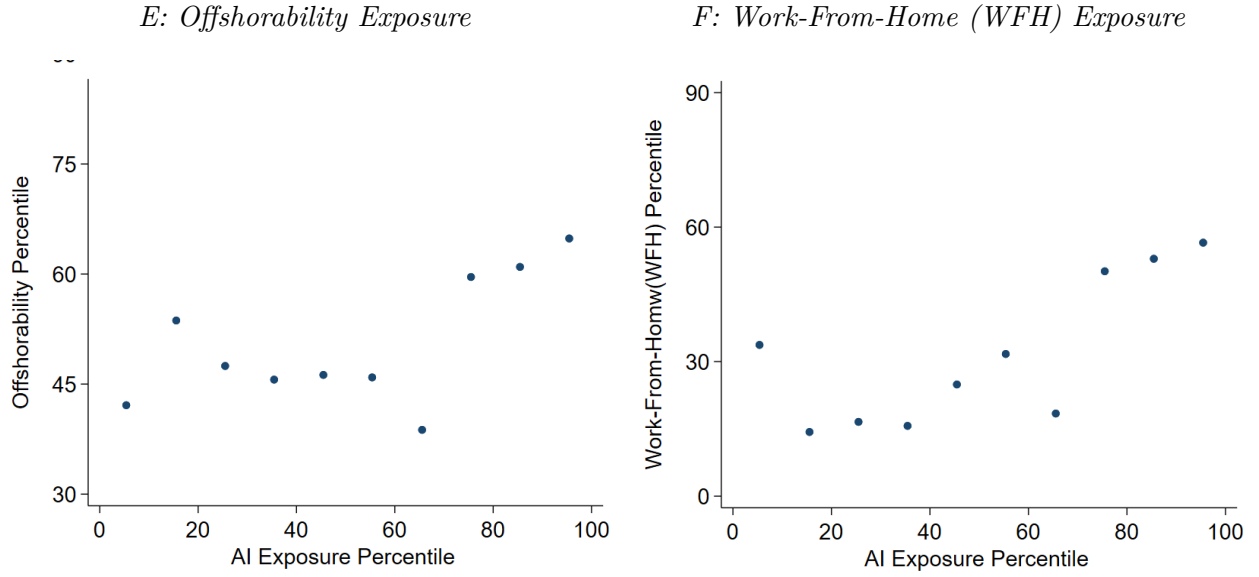 E: Offshorability Exposure
F: Work-From-Home (WFH) Exposure
Offshorability Percentile
75
60
45
30
0 20 40 60 80 100
AI Exposure Percentile
Work-From-Homw(WFH) Percentile
90
60
30
0
0 20 40 60 80 100
AI Exposure Percentile